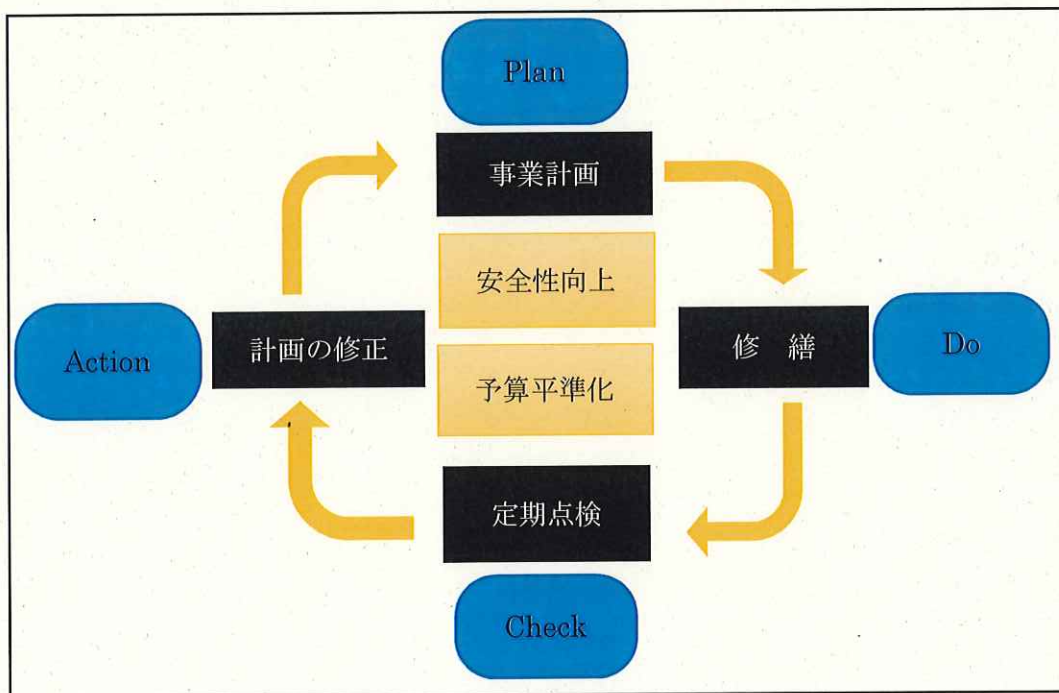 Plan
事業計画
安全性向上
Action
計画の修正
修　繕
Do
予算平準化
定期点検
Check